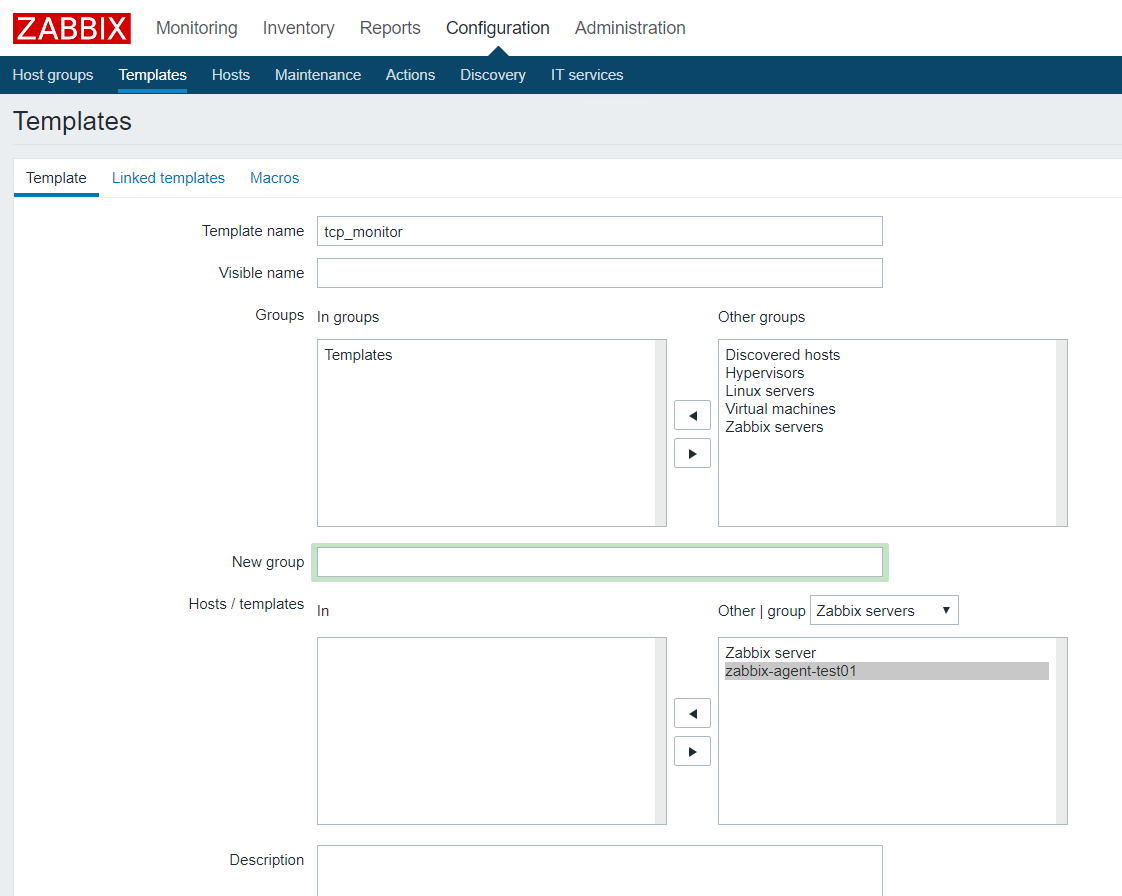 ZABBIX Monitoring Inventory Reports Configuration Administration
Host groups Templates Hosts Maintenance Actions Discovery IT services
Templates
Template Linked templates Macros
Template name tcp_monitor
Visible name
Groups In groups Other groups
Templates Discovered hosts
Hypervisors
Linux servers
Virtual machines
Zabbix servers
New group
Hosts / templates In Other | group Zabbix servers
Zabbix server
zabbix-agent-test01
Description